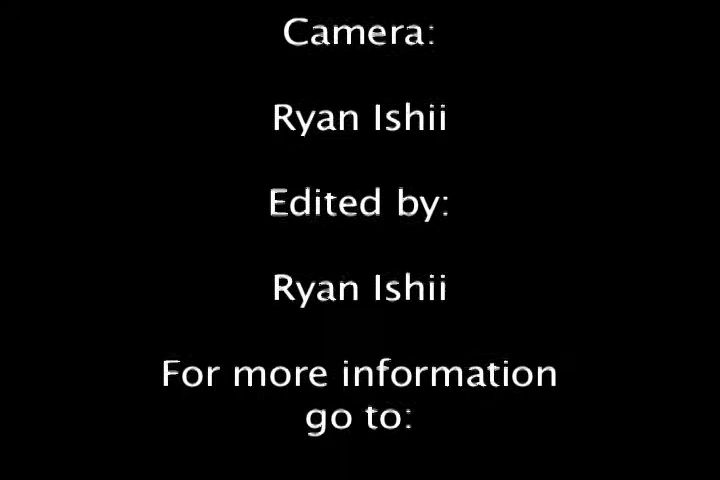 Camera:
Ryan Ishii
Edited by:
Ryan Ishii
For more information
go to: